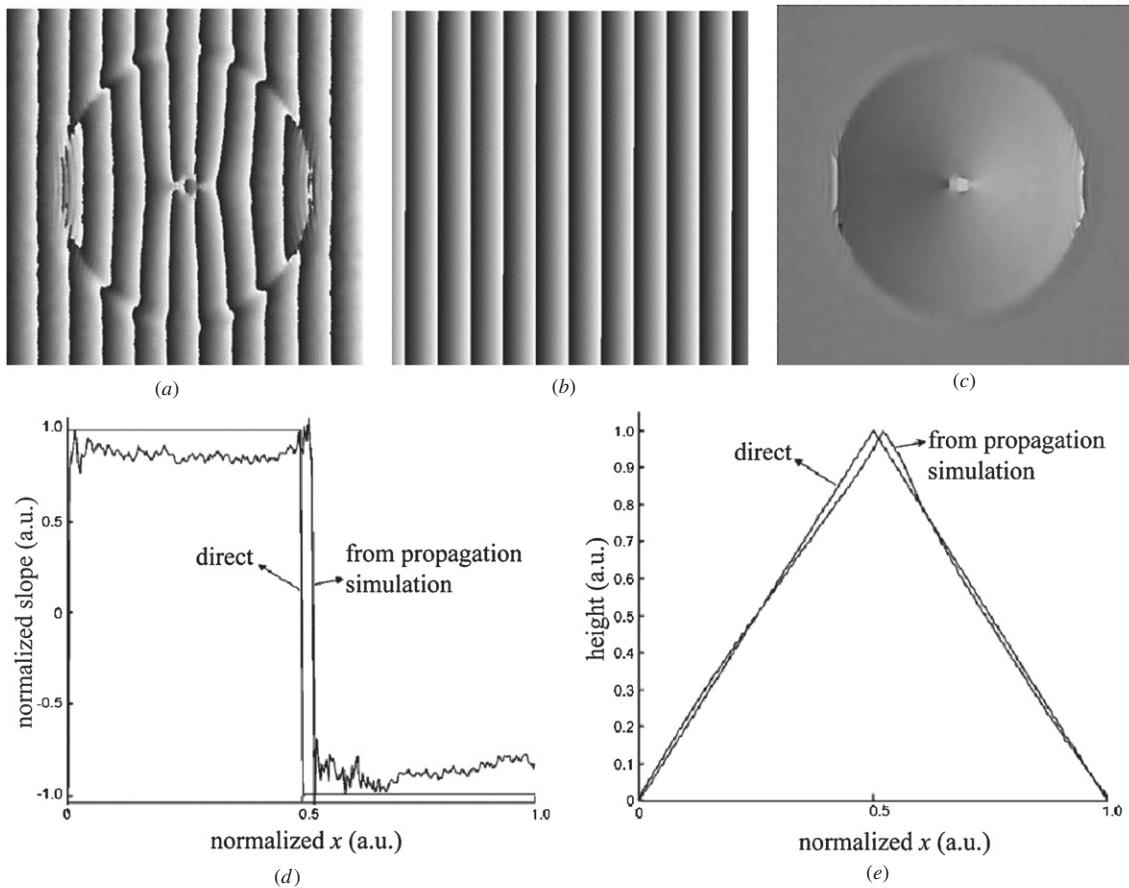 (a)
(b)
(c)
1.0
0.5
0
-0.5
-1.0
normalized slope (a.u.)
direct
from propagation
simulation
0
0.5
1.0
normalized x (a.u.)
(d)
1.0
0.9
0.8
0.7
0.6
0.5
0.4
0.3
0.2
0.1
0
height (a.u.)
direct
from propagation
simulation
0
0.5
1.0
normalized x (a.u.)
(e)